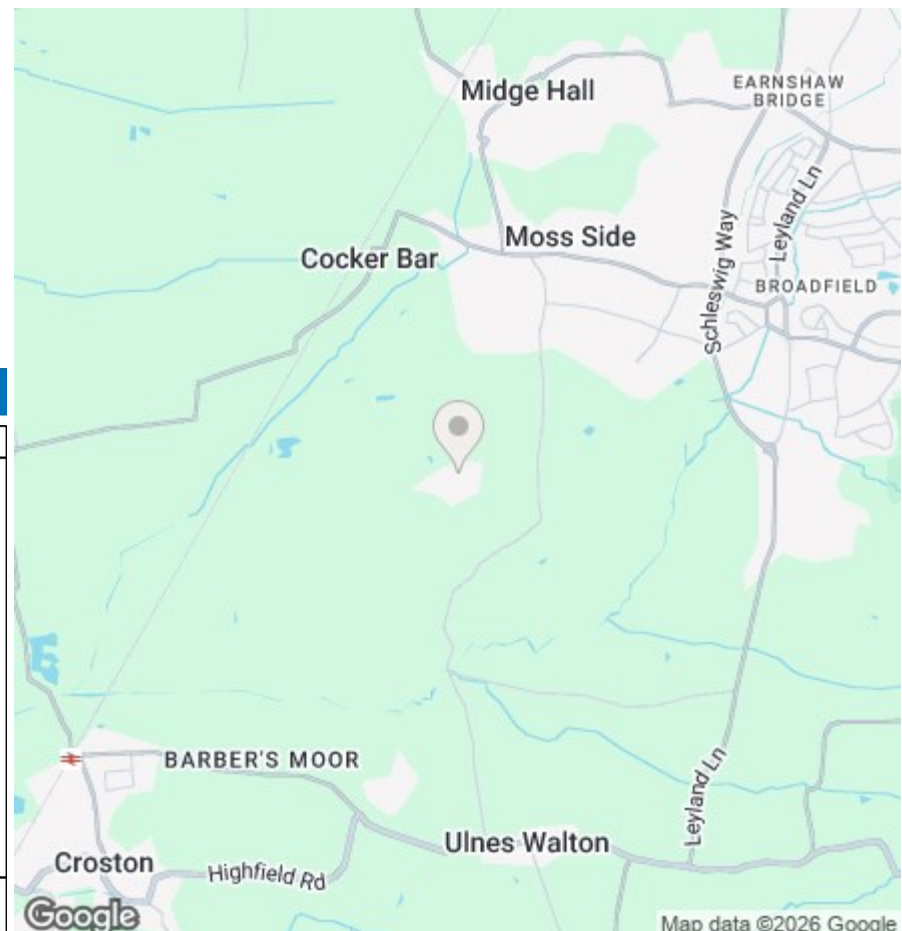 Midge Hall
EARNSHAW
BRIDGE
Leyland Ln
Moss Side
Cocker Bar
Schleswig Way
BROADFIELD
BARBER'S MOOR
Leyland Ln
Ulnes Walton
Croston
Highfield Rd
Google
Map data ©2026 Google